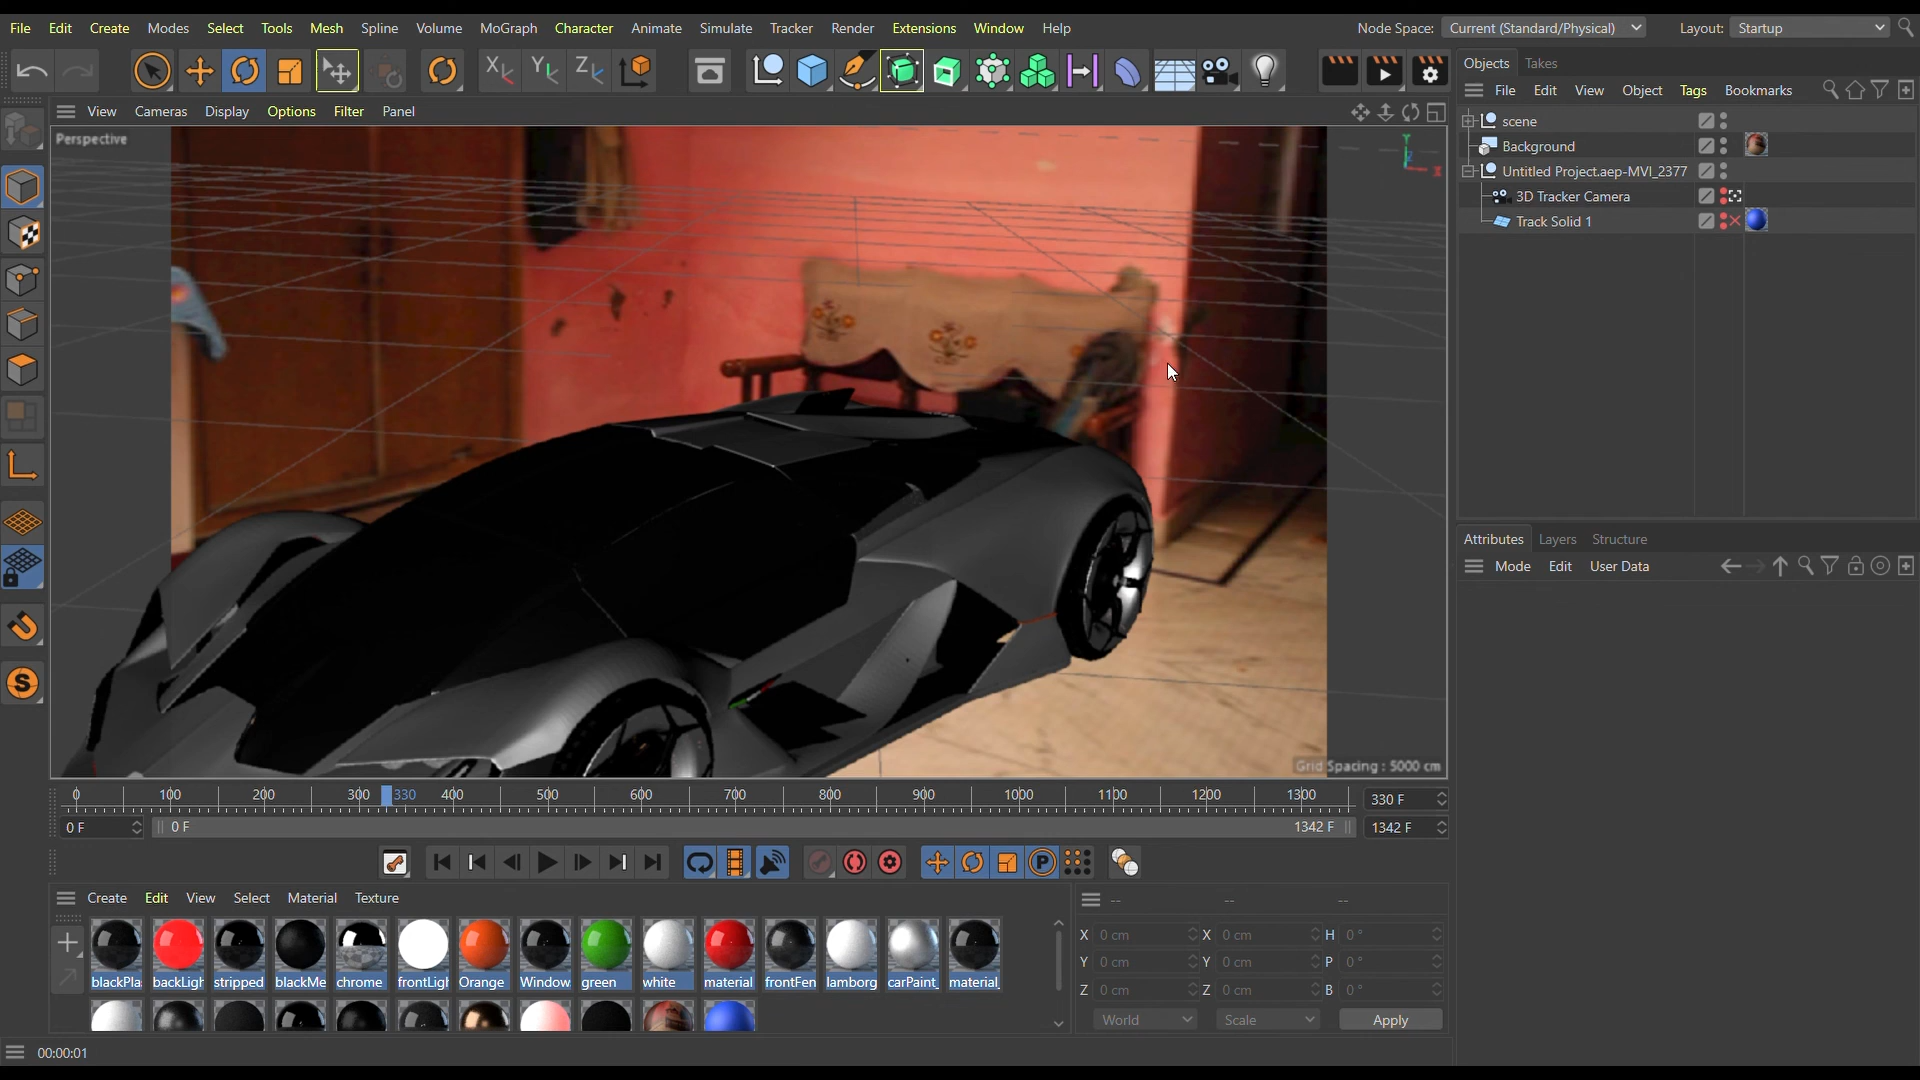 File Edit Create Modes Select Tools Mesh Spline Volume MoGraph Character Animate Simulate Tracker Render Extensions Window Help Node Space: Current (Standard/Physical) Layout: Startup
X Y Z
Objects Takes
File Edit View Object Tags Bookmarks
View Cameras Display Options Filter Panel
Perspective
Y
Z
X
scene
Background
Untitled Project.aep-MVI_2377
3D Tracker Camera
Track Solid 1
Attributes Layers Structure
Mode Edit User Data
Grid Spacing : 5000 cm
0 100 200 300 330 400 500 600 700 800 900 1000 1100 1200 1300 330 F
0 F 0 F 1342 F 1342 F
P
S
Create Edit View Select Material Texture
-- -- --
blackPla backLigh stripped blackMe chrome frontLigh Orange Window green white material frontFen lamborg carPaint_ material_
X 0 cm X 0 cm H 0 °
Y 0 cm Y 0 cm P 0 °
Z 0 cm Z 0 cm B 0 °
World Scale Apply
00:00:01